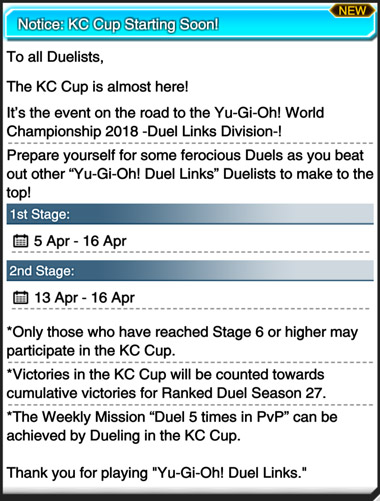 Notice: KC Cup Starting Soon!
NEW
To all Duelists,
The KC Cup is almost here!
It's the event on the road to the Yu-Gi-Oh! World
Championship 2018 -Duel Links Division-!
Prepare yourself for some ferocious Duels as you beat
out other “Yu-Gi-Oh! Duel Links” Duelists to make to the
top!
1st Stage:
5 Apr - 16 Apr
2nd Stage:
13 Apr - 16 Apr
*Only those who have reached Stage 6 or higher may
participate in the KC Cup.
*Victories in the KC Cup will be counted towards
cumulative victories for Ranked Duel Season 27.
*The Weekly Mission “Duel 5 times in PvP” can be
achieved by Dueling in the KC Cup.
Thank you for playing "Yu-Gi-Oh! Duel Links."